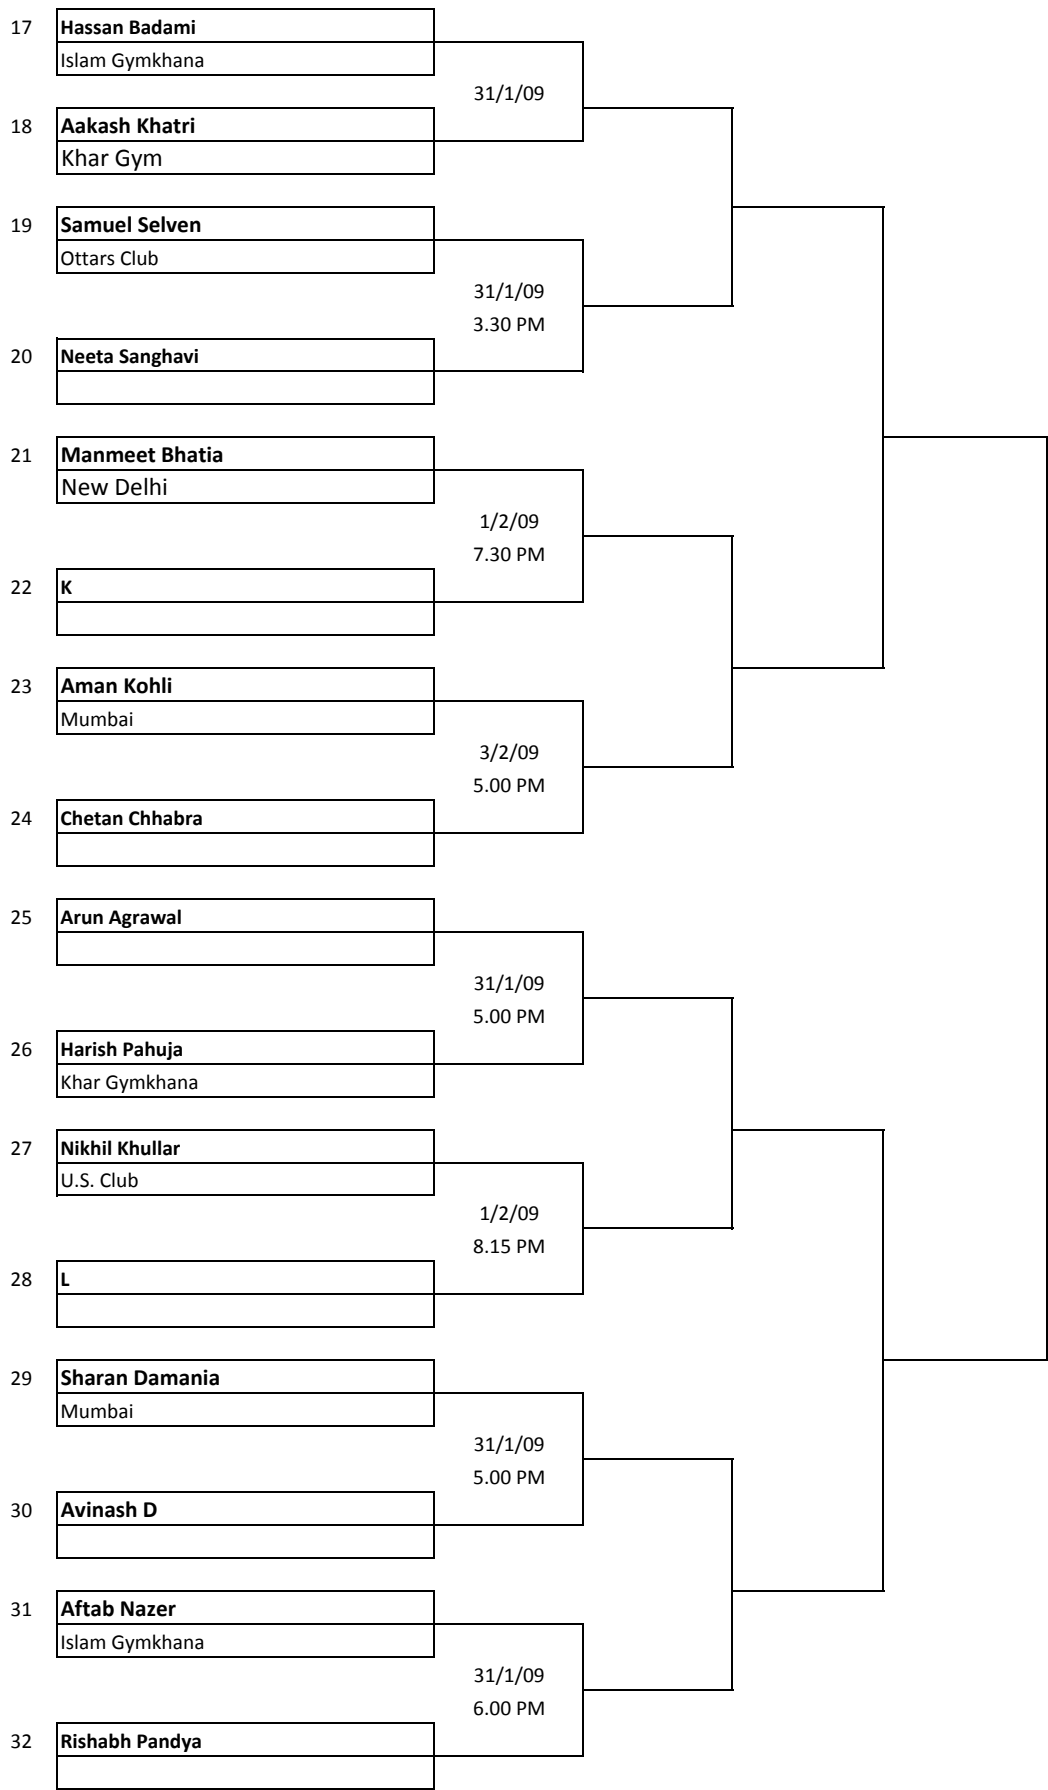 17 Hassan Badami
Islam Gymkhana
31/1/09
18 Aakash Khatri
Khar Gym
19 Samuel Selven
Ottars Club
31/1/09
3.30 PM
20 Neeta Sanghavi
21 Manmeet Bhatia
New Delhi
1/2/09
7.30 PM
22 K
23 Aman Kohli
Mumbai
3/2/09
5.00 PM
24 Chetan Chhabra
25 Arun Agrawal
31/1/09
5.00 PM
26 Harish Pahuja
Khar Gymkhana
27 Nikhil Khullar
U.S. Club
1/2/09
8.15 PM
28 L
29 Sharan Damania
Mumbai
31/1/09
5.00 PM
30 Avinash D
31 Aftab Nazer
Islam Gymkhana
31/1/09
6.00 PM
32 Rishabh Pandya